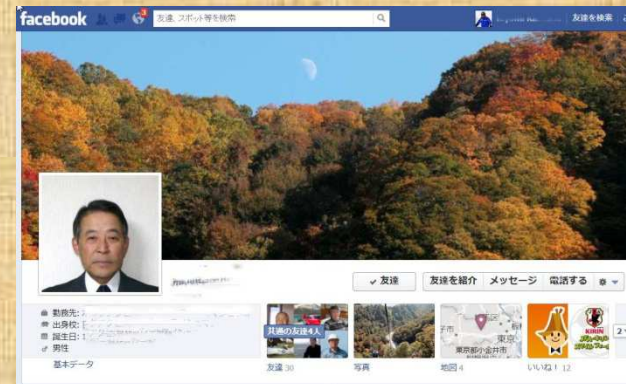 facebook 3 友達、スポット等を検索 友達を検索
✓ 友達 友達を紹介 メッセージ 電話する
勤務先:
出身校:
誕生日: 1
男性
基本データ
共通の友達4人
東京
東京都小金井市
KIRIN
友達 30 写真 地図 4 いいね！ 12